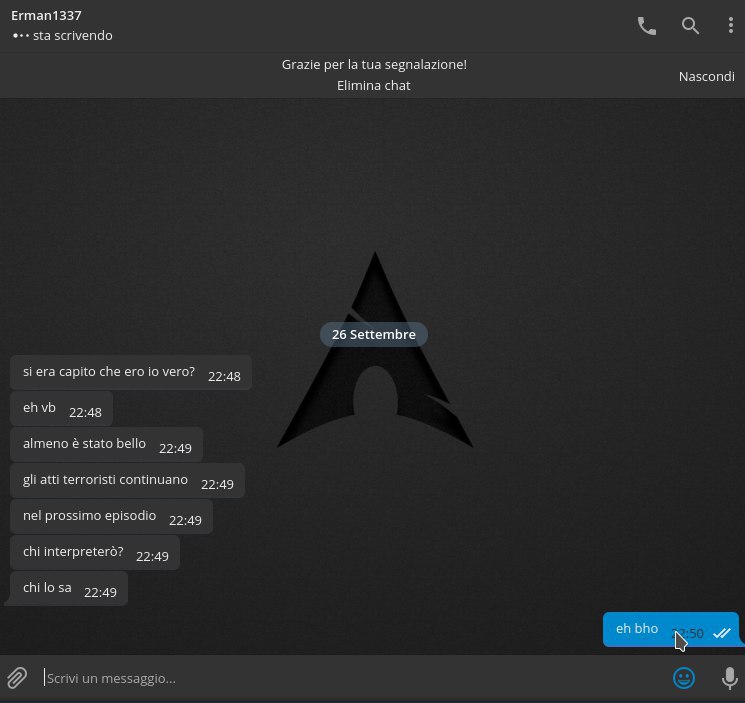 Erman1337
sta scrivendo
Grazie per la tua segnalazione!
Elimina chat
Nascondi
26 Settembre
si era capito che ero io vero? 22:48
eh vb 22:48
almeno è stato bello 22:49
gli atti terroristi continuano 22:49
nel prossimo episodio 22:49
chi interpreterò? 22:49
chi lo sa 22:49
eh bho 22:50
Scrivi un messaggio...